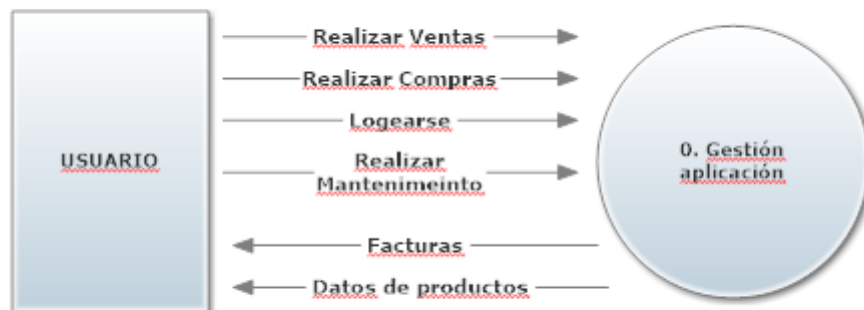 Realizar Ventas
Realizar Compras
Logearse
USUARIO
Realizar
Mantenimeinto
0. Gestión
aplicación
Facturas
Datos de productos